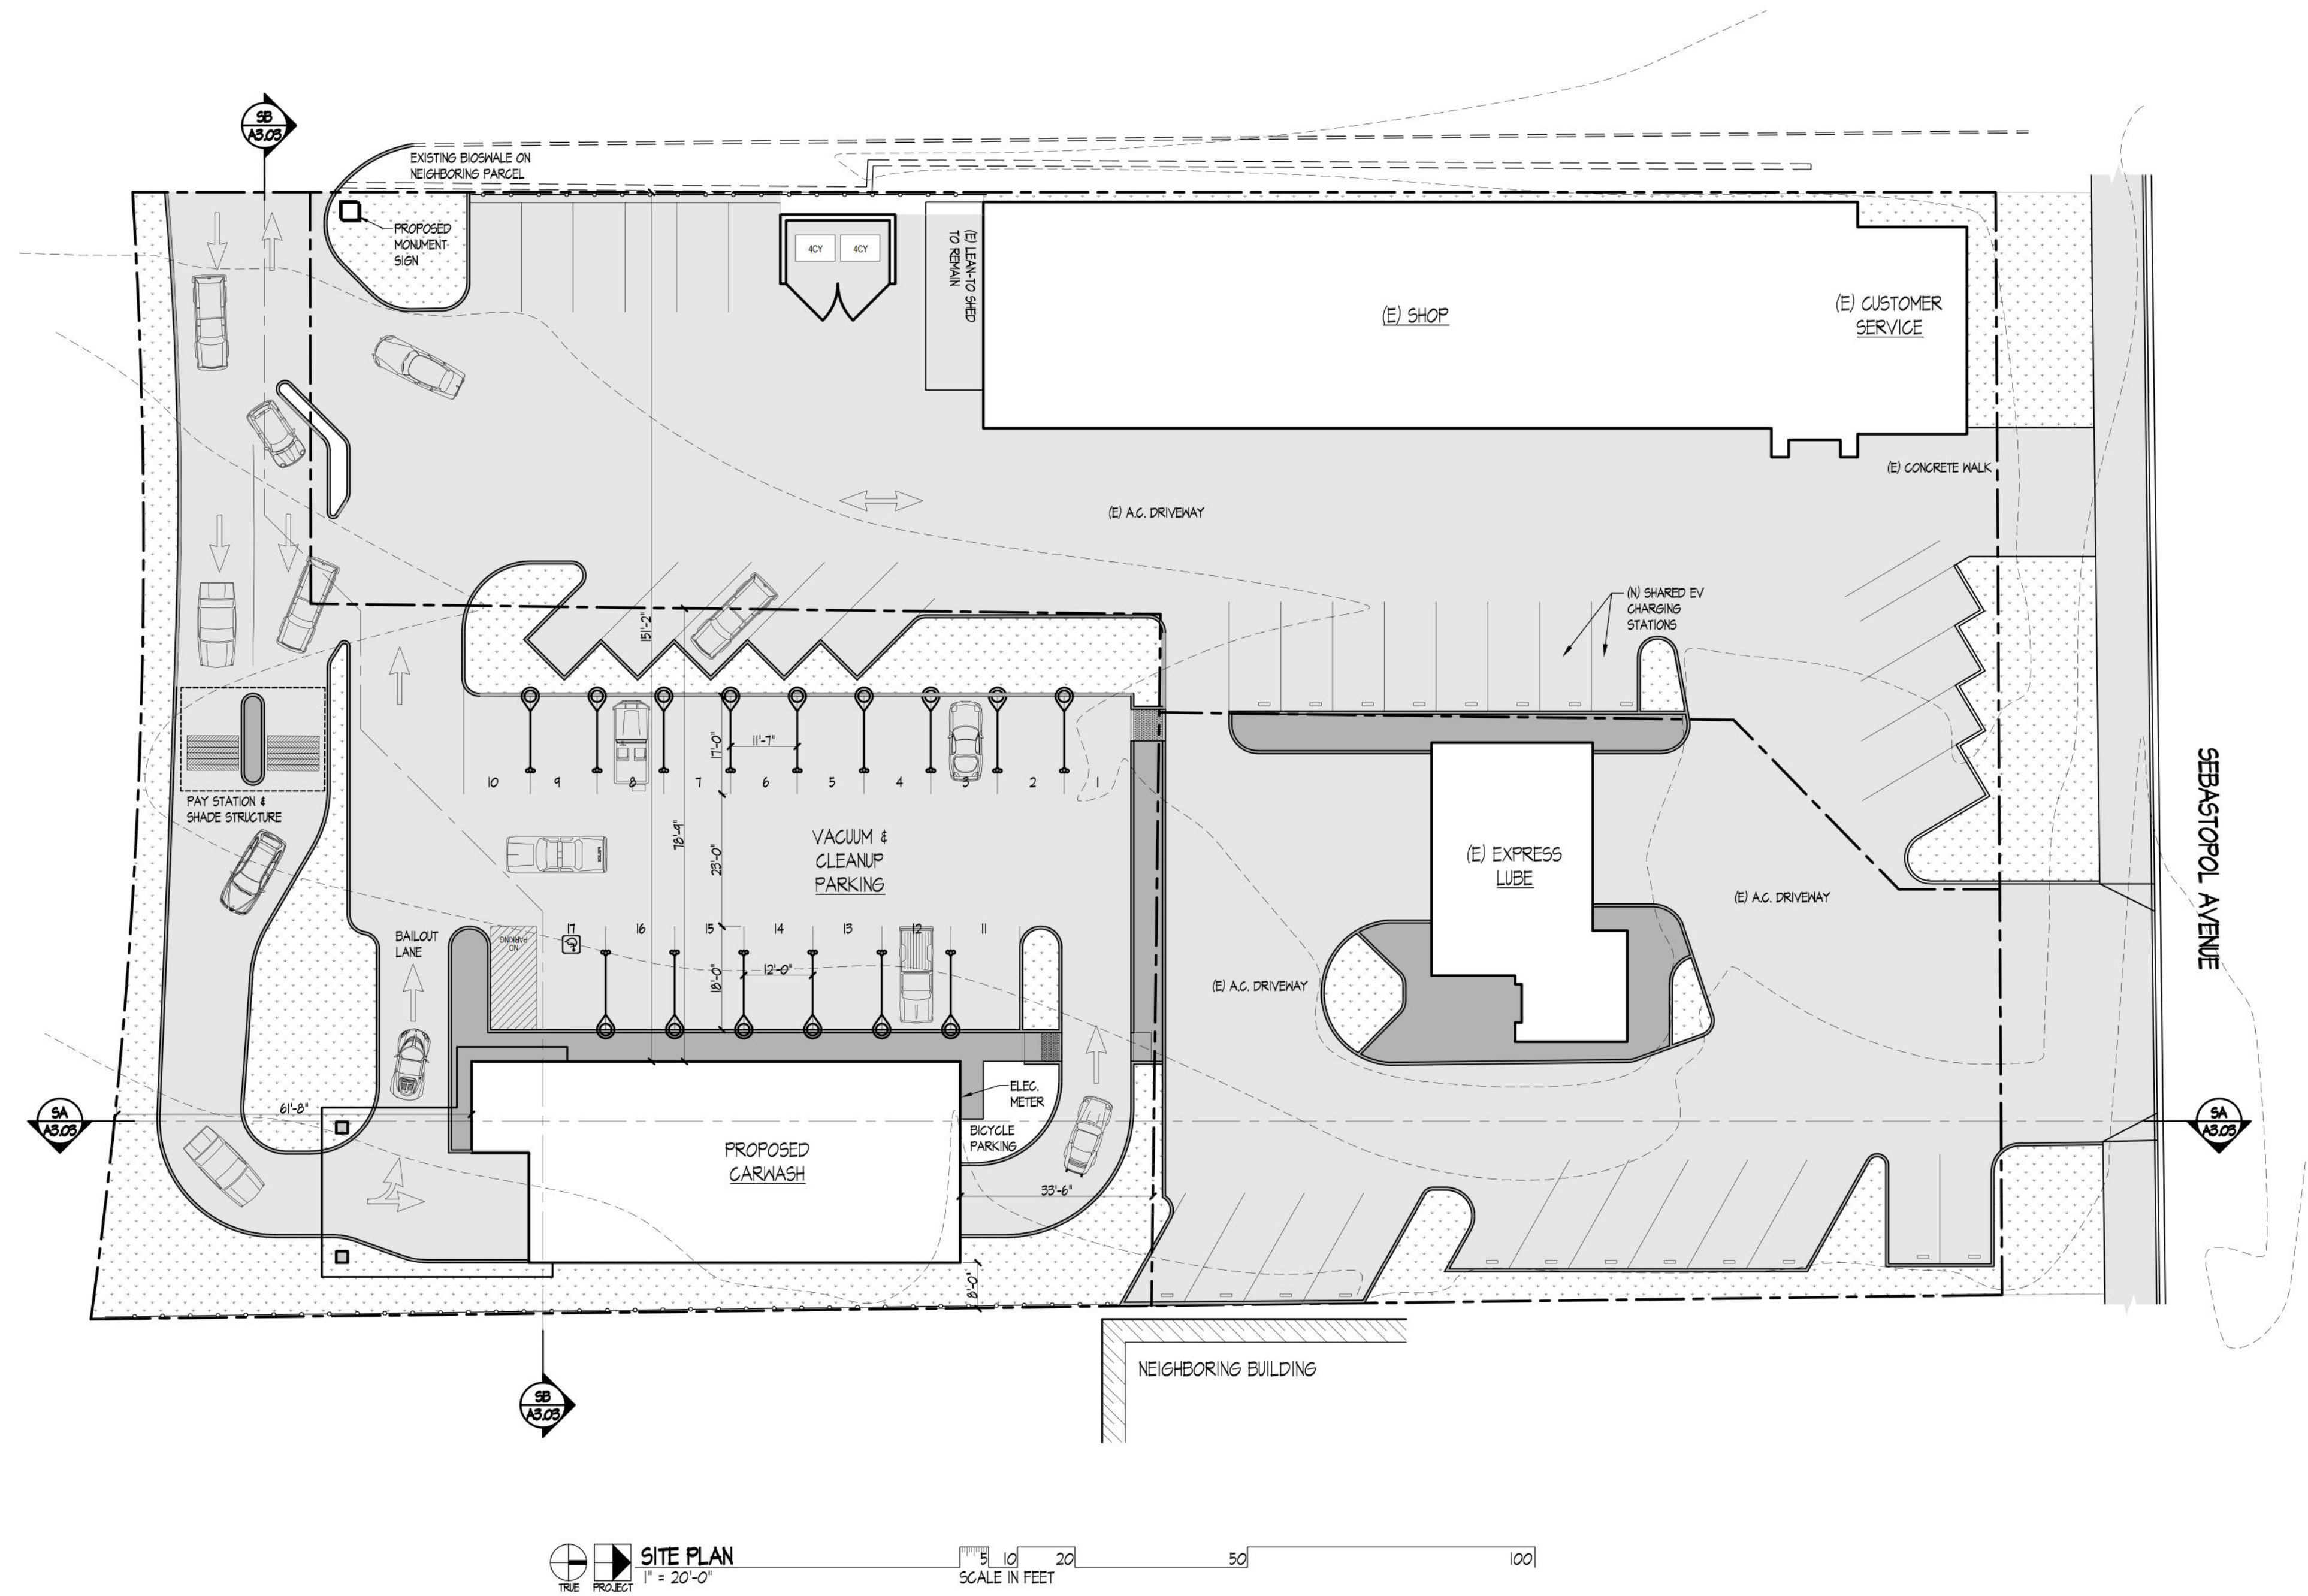 SB
A3.03
EXISTING BIOSWALE ON
NEIGHBORING PARCEL
PROPOSED
MONUMENT
SIGN
4CY
4CY
(E) LEAN-TO SHED
TO REMAIN
(E) SHOP
(E) CUSTOMER
SERVICE
(E) CONCRETE WALK
(E) A.C. DRIVEWAY
(N) SHARED EV
CHARGING
STATIONS
151'-2"
17'-0"
11'-7"
10
9
8
7
6
5
4
3
2
1
PAY STATION &
SHADE STRUCTURE
78'-9"
23'-0"
VACUUM &
CLEANUP
PARKING
(E) EXPRESS
LUBE
(E) A.C. DRIVEWAY
SEBASTOPOL AVENUE
BAILOUT
LANE
NO
PARKING
17
16
15
14
13
12
11
18'-0"
12'-0"
(E) A.C. DRIVEWAY
ELEC.
METER
BICYCLE
PARKING
SA
A3.03
61'-8"
PROPOSED
CARWASH
33'-6"
SA
A3.03
8'-0"
NEIGHBORING BUILDING
SB
A3.03
TRUE
PROJECT
SITE PLAN
1" = 20'-0"
5
10
20
50
100
SCALE IN FEET